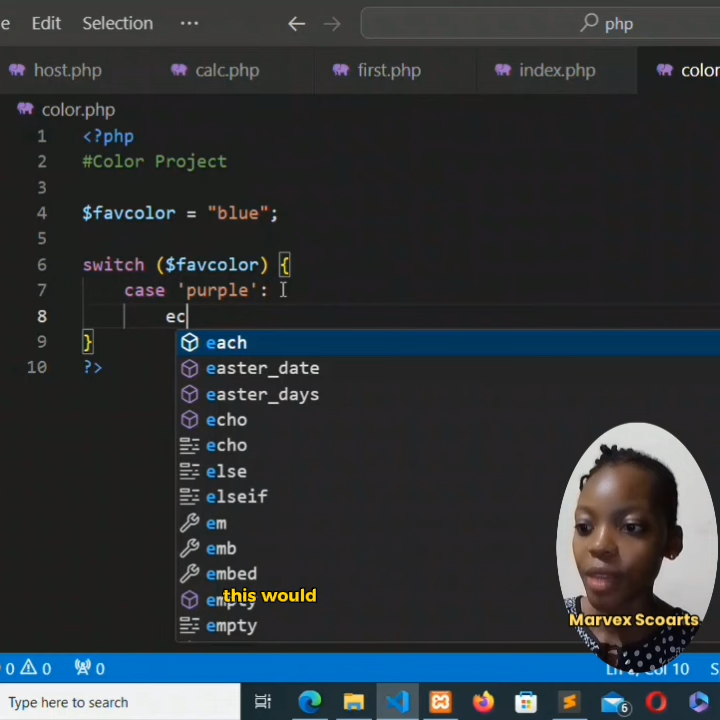 e Edit Selection ...
php
host.php calc.php first.php index.php color
color.php
1 <?php
2 #Color Project
3
4 $favcolor = "blue";
5
6 switch ($favcolor) {
7 case 'purple':
8 ec
9 }
10 ?>
each
easter_date
easter_days
echo
echo
else
elseif
em
emb
embed
empty
empty
this would
Marvex Scoarts
0 0 0
Type here to search
6